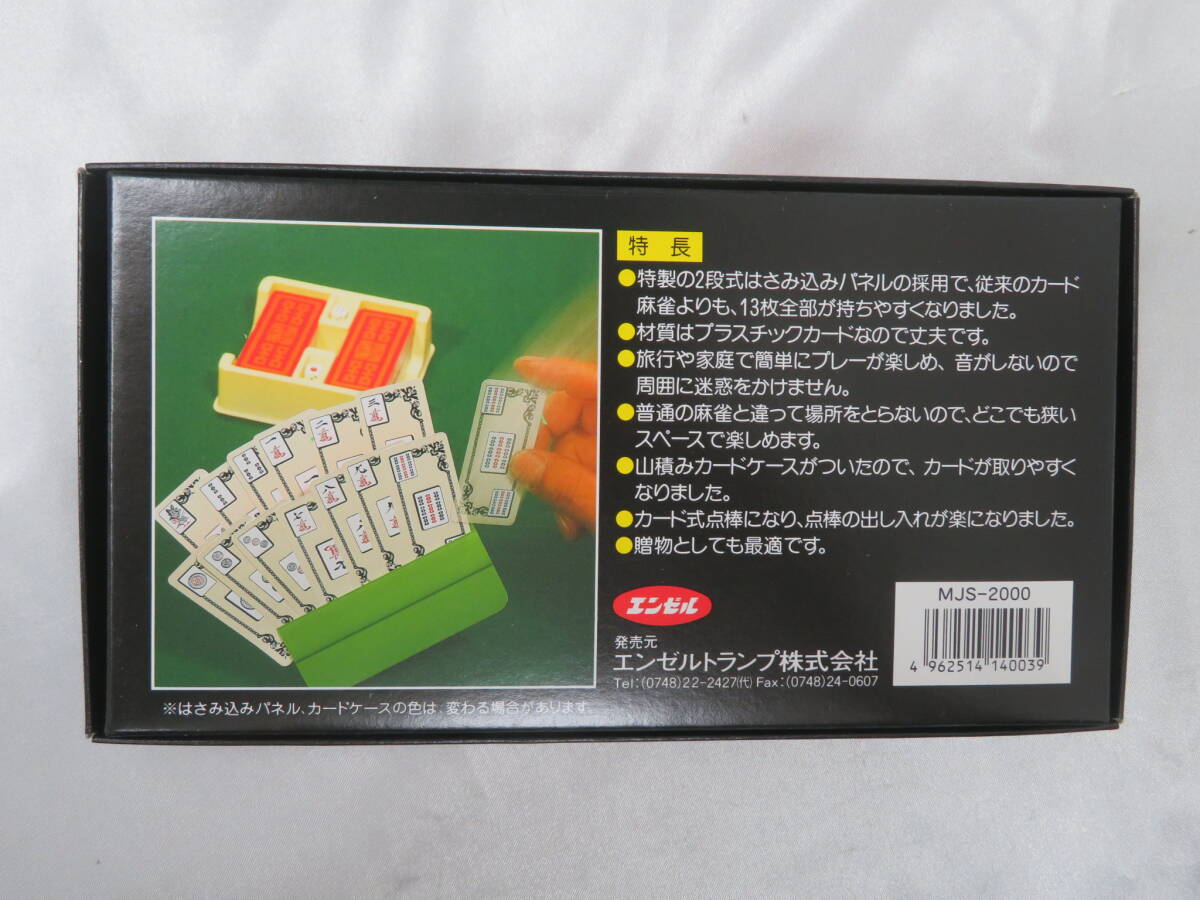 特長
●特製の2段式はさみ込みパネルの採用で、従来のカード
麻雀よりも、13枚全部が持ちやすくなりました。
●材質はプラスチックカードなので丈夫です。
●旅行や家庭で簡単にプレーが楽しめ、音がしないので
周囲に迷惑をかけません。
●普通の麻雀と違って場所をとらないので、どこでも狭い
スペースで楽しめます。
●山積みカードケースがついたので、カードが取りやすく
なりました。
●カード式点棒になり、点棒の出し入れが楽になりました。
●贈物としても最適です。
エンゼル
発売元
エンゼルトランプ株式会社
Tel:(0748)22-2427(代) Fax:(0748)24-0607
MJS-2000
4 962514 140039
※はさみ込みパネル、カードケースの色は、変わる場合があります。